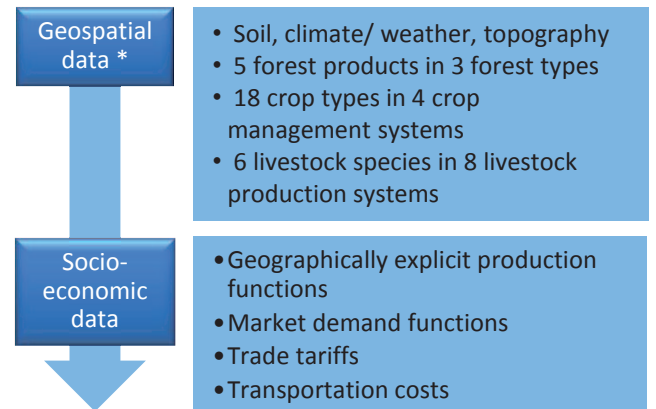 Geospatial
data *
• Soil, climate/ weather, topography
• 5 forest products in 3 forest types
• 18 crop types in 4 crop
management systems
• 6 livestock species in 8 livestock
production systems
Socio-
economic
data
• Geographically explicit production
functions
• Market demand functions
• Trade tariffs
• Transportation costs